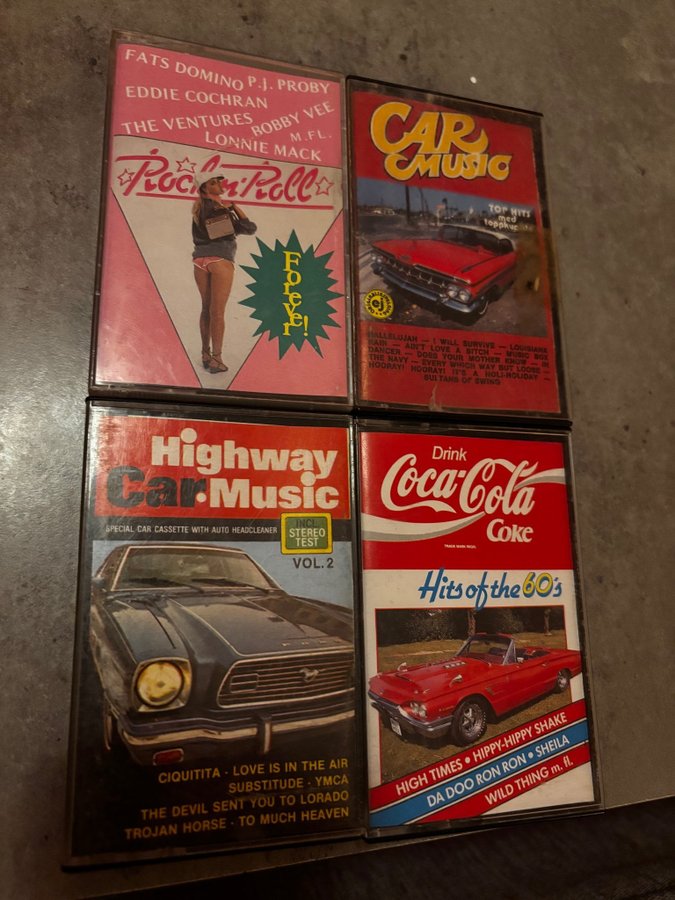 FATS DOMINO P.J. PROBY
EDDIE COCHRAN
THE VENTURES BOBBY VEE
LONNIE MACK M.FL.
Rock'n'Roll
Forever!
CAR
MUSIC
TOP HITS
med
HALLELOJAH — I WILL SURVIVE — LOUISIANA
— AIN'T LOVE A BITCH — MUSIC BOX
DANCER — DOES YOUR MOTHER KNOW — IN
THE NAVY — EVERY WHICH WAY BUT LOOSE —
HOORAY! HOORAY! IT'S A HOLI-HOLIDAY —
SULTANS OF SWING
Highway
Car·Music
SPECIAL CAR CASSETTE WITH AUTO HEADCLEANER
INCL.
STEREO
TEST
VOL.2
CIQUITITA · LOVE IS IN THE AIR
SUBSTITUDE · YMCA
THE DEVIL SENT YOU TO LORADO
TROJAN HORSE · TO MUCH HEAVEN
Drink
Coca-Cola
Coke
Hits of the 60's
HIGH TIMES • HIPPY-HIPPY SHAKE
DA DOO RON RON • SHEILA
WILD THING m. fl.